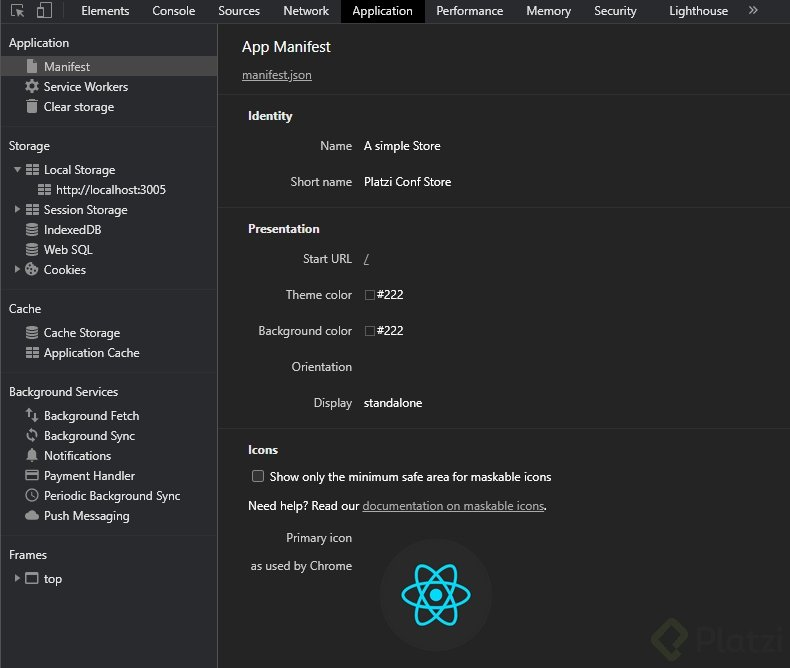 Elements Console Sources Network Application Performance Memory Security Lighthouse »
Application
Manifest
Service Workers
Clear storage
Storage
Local Storage
http://localhost:3005
Session Storage
IndexedDB
Web SQL
Cookies
Cache
Cache Storage
Application Cache
Background Services
Background Fetch
Background Sync
Notifications
Payment Handler
Periodic Background Sync
Push Messaging
Frames
top
App Manifest
manifest.json
Identity
Name A simple Store
Short name Platzi Conf Store
Presentation
Start URL /
Theme color #222
Background color #222
Orientation
Display standalone
Icons
Show only the minimum safe area for maskable icons
Need help? Read our documentation on maskable icons.
Primary icon
as used by Chrome
Platzi